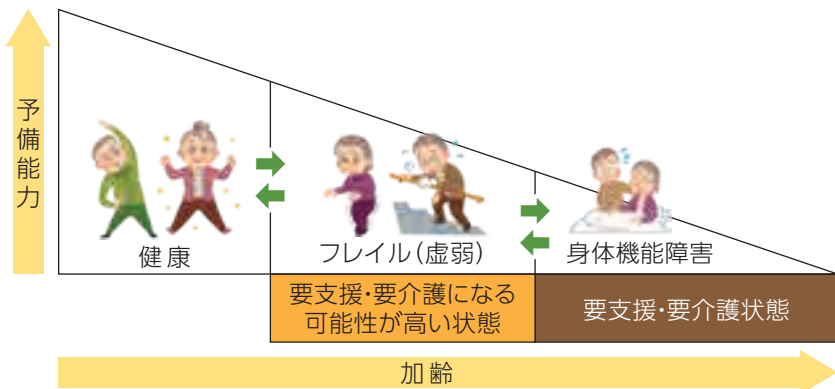 予備能力
健康
フレイル（虚弱）
身体機能障害
要支援・要介護になる
可能性が高い状態
要支援・要介護状態
加齢